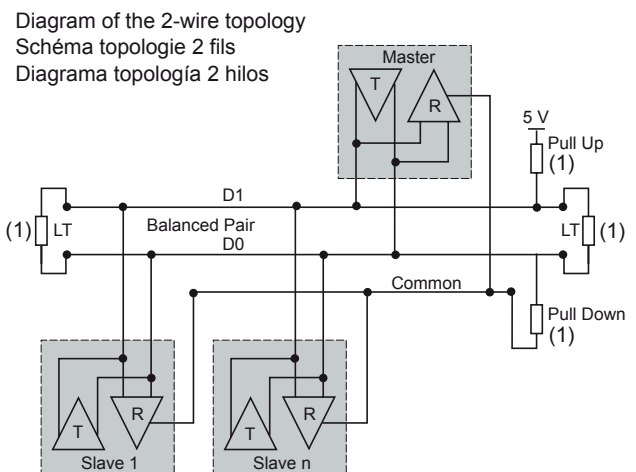 Diagram of the 2-wire topology
Schéma topologie 2 fils
Diagrama topología 2 hilos
Master
T
R
5 V
Pull Up
(1)
D1
(1)
LT
Balanced Pair
LT
(1)
D0
Common
Pull Down
(1)
R
T
Slave 1
R
T
Slave n